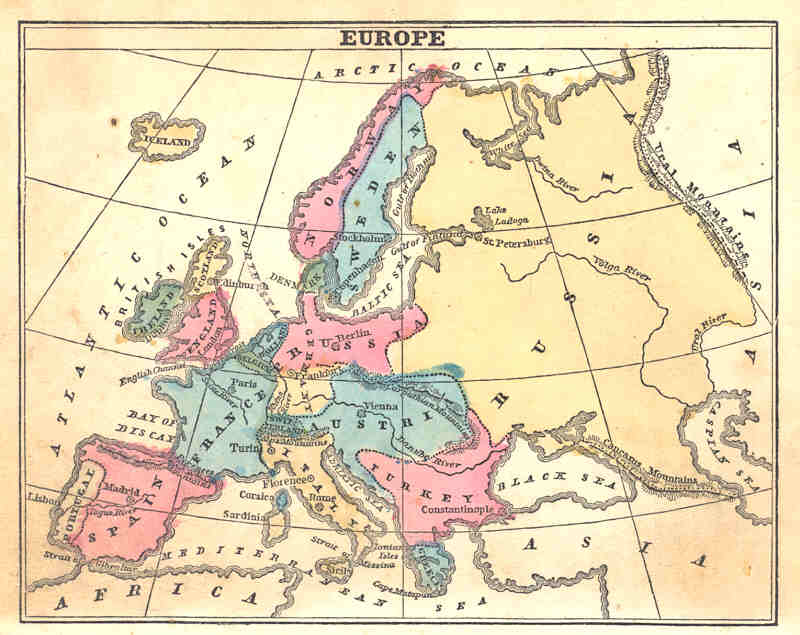 EUROPE
ARCTIC OCEAN
ICELAND
ATLANTIC OCEAN
NORWAY
SWEDEN
Gulf of Bothnia
White Sea
Dwina River
Ural Mountains
RUSSIA
ASIA
Lake
Ladoga
St. Petersburg
Gulf of Finland
Stockholm
BRITISH ISLES
SCOTLAND
Edinburg
NORTH SEA
DENMARK
Copenhagen
BALTIC SEA
Volga River
Ural River
IRELAND
Dublin
ENGLAND
London
English Channel
HOLLAND
BELGIUM
GERMANY
PRUSSIA
Berlin
Frankfort
Paris
FRANCE
Carpathian Mountains
AUSTRIA
Vienna
Danube River
SWITZERLAND
Turin
BAY OF
BISCAY
PORTUGAL
Lisbon
SPAIN
Madrid
Tagus River
Florence
ITALY
Rome
ADRIATIC SEA
Corsica
Sardinia
TURKEY
Constantinople
BLACK SEA
Caucasus Mountains
CASPIAN SEA
Strait of Gibraltar
MEDITERRANEAN SEA
Strait of
Messina
Sicily
Ionian
Isles
GREECE
Cape Matapan
AFRICA
ASIA